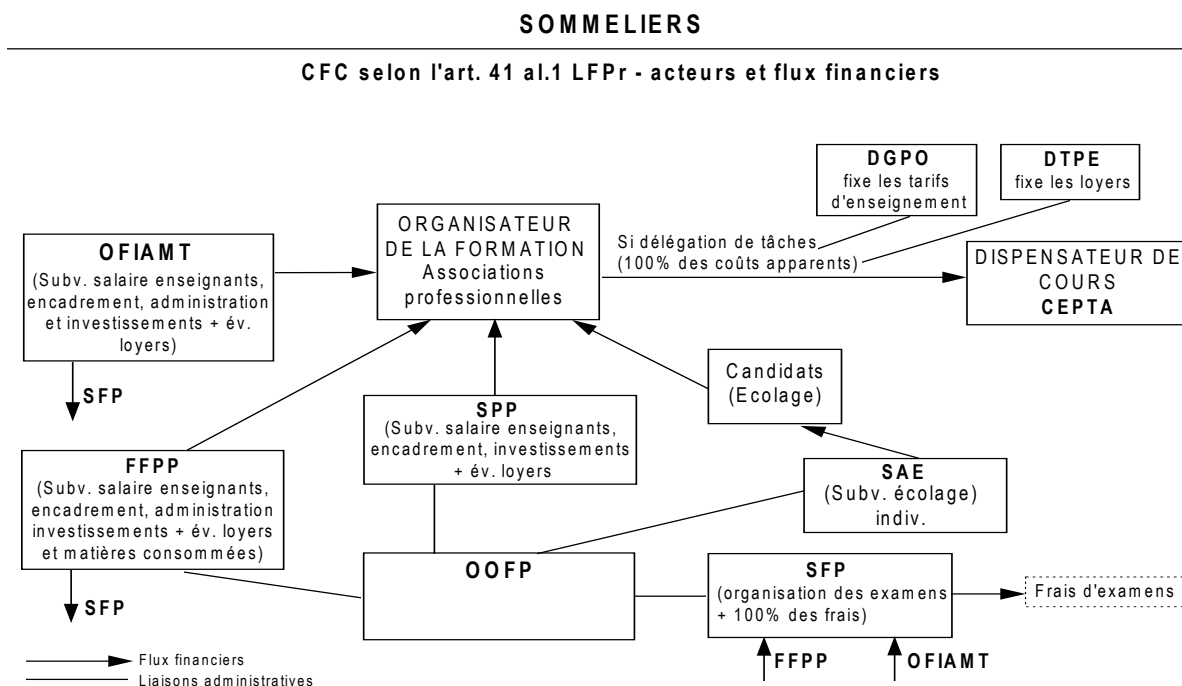 SOMMELIERS
CFC selon l'art. 41 al.1 LFPr - acteurs et flux financiers
DGPO
fixe les tarifs
d'enseignement
DTPE
fixe les loyers
ORGANISATEUR
DE LA FORMATION
Associations
professionnelles
Si délégation de tâches
(100% des coûts apparents)
DISPENSATEUR DE
COURS
CEPTA
OFIAMT
(Subv. salaire enseignants,
encadrement, administration
et investissements + év.
loyers)
SFP
Candidats
(Ecolage)
SPP
(Subv. salaire enseignants,
encadrement, investissements
+ év. loyers
FFPP
(Subv. salaire enseignants,
encadrement, administration
investissements + év. loyers
et matières consommées)
SFP
SAE
(Subv. écolage)
indiv.
OOFP
SFP
(organisation des examens
+ 100% des frais)
Frais d'examens
FFPP
OFIAMT
Flux financiers
Liaisons administratives